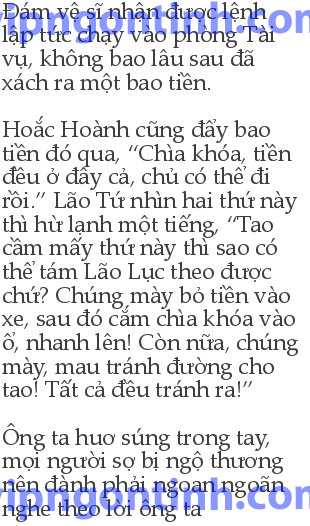 Đám vệ sĩ nhận được lệnh
lập tức chạy vào phòng Tài
vụ, không bao lâu sau đã
xách ra một bao tiền.
Hoắc Hoành cũng đẩy bao
tiền đó qua, “Chìa khóa, tiền
đều ở đây cả, chủ có thể đi
rồi.” Lão Tứ nhìn hai thứ này
thì hừ lạnh một tiếng, “Tao
cầm mấy thứ này thì sao có
thể tám Lão Lục theo được
chứ? Chúng mày bỏ tiền vào
xe, sau đó cắm chìa khóa vào
ổ, nhanh lên! Còn nữa, chúng
mày, mau tránh đường cho
tao! Tất cả đều tránh ra!”
Ông ta huơ súng trong tay,
mọi người sợ bị ngộ thương
nên đành phải ngoan ngoãn
nghe theo lời ông ta
vipngontinh.com
vipngontinh.com